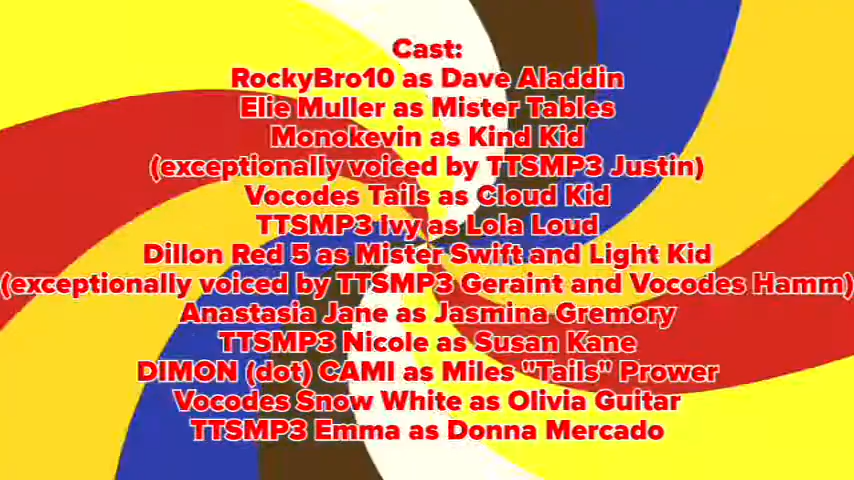 Cast:
RockyBro10 as Dave Aladdin
Elie Muller as Mister Tables
Monokevin as Kind Kid
(exceptionally voiced by TTSMP3 Justin)
Vocodes Tails as Cloud Kid
TTSMP3 Ivy as Lola Loud
Dillon Red 5 as Mister Swift and Light Kid
(exceptionally voiced by TTSMP3 Geraint and Vocodes Hamm)
Anastasia Jane as Jasmina Gremory
TTSMP3 Nicole as Susan Kane
DIMON (dot) CAMI as Miles "Tails" Prower
Vocodes Snow White as Olivia Guitar
TTSMP3 Emma as Donna Mercado